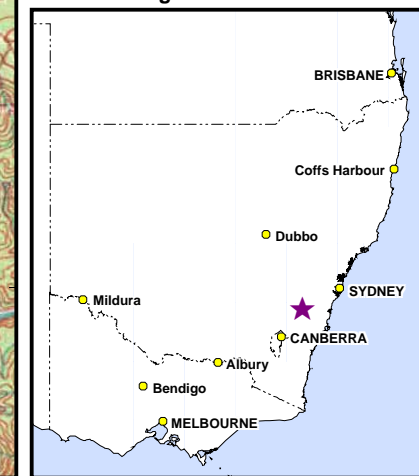 BRISBANE
Coffs Harbour
Dubbo
SYDNEY
Mildura
CANBERRA
Albury
Bendigo
MELBOURNE